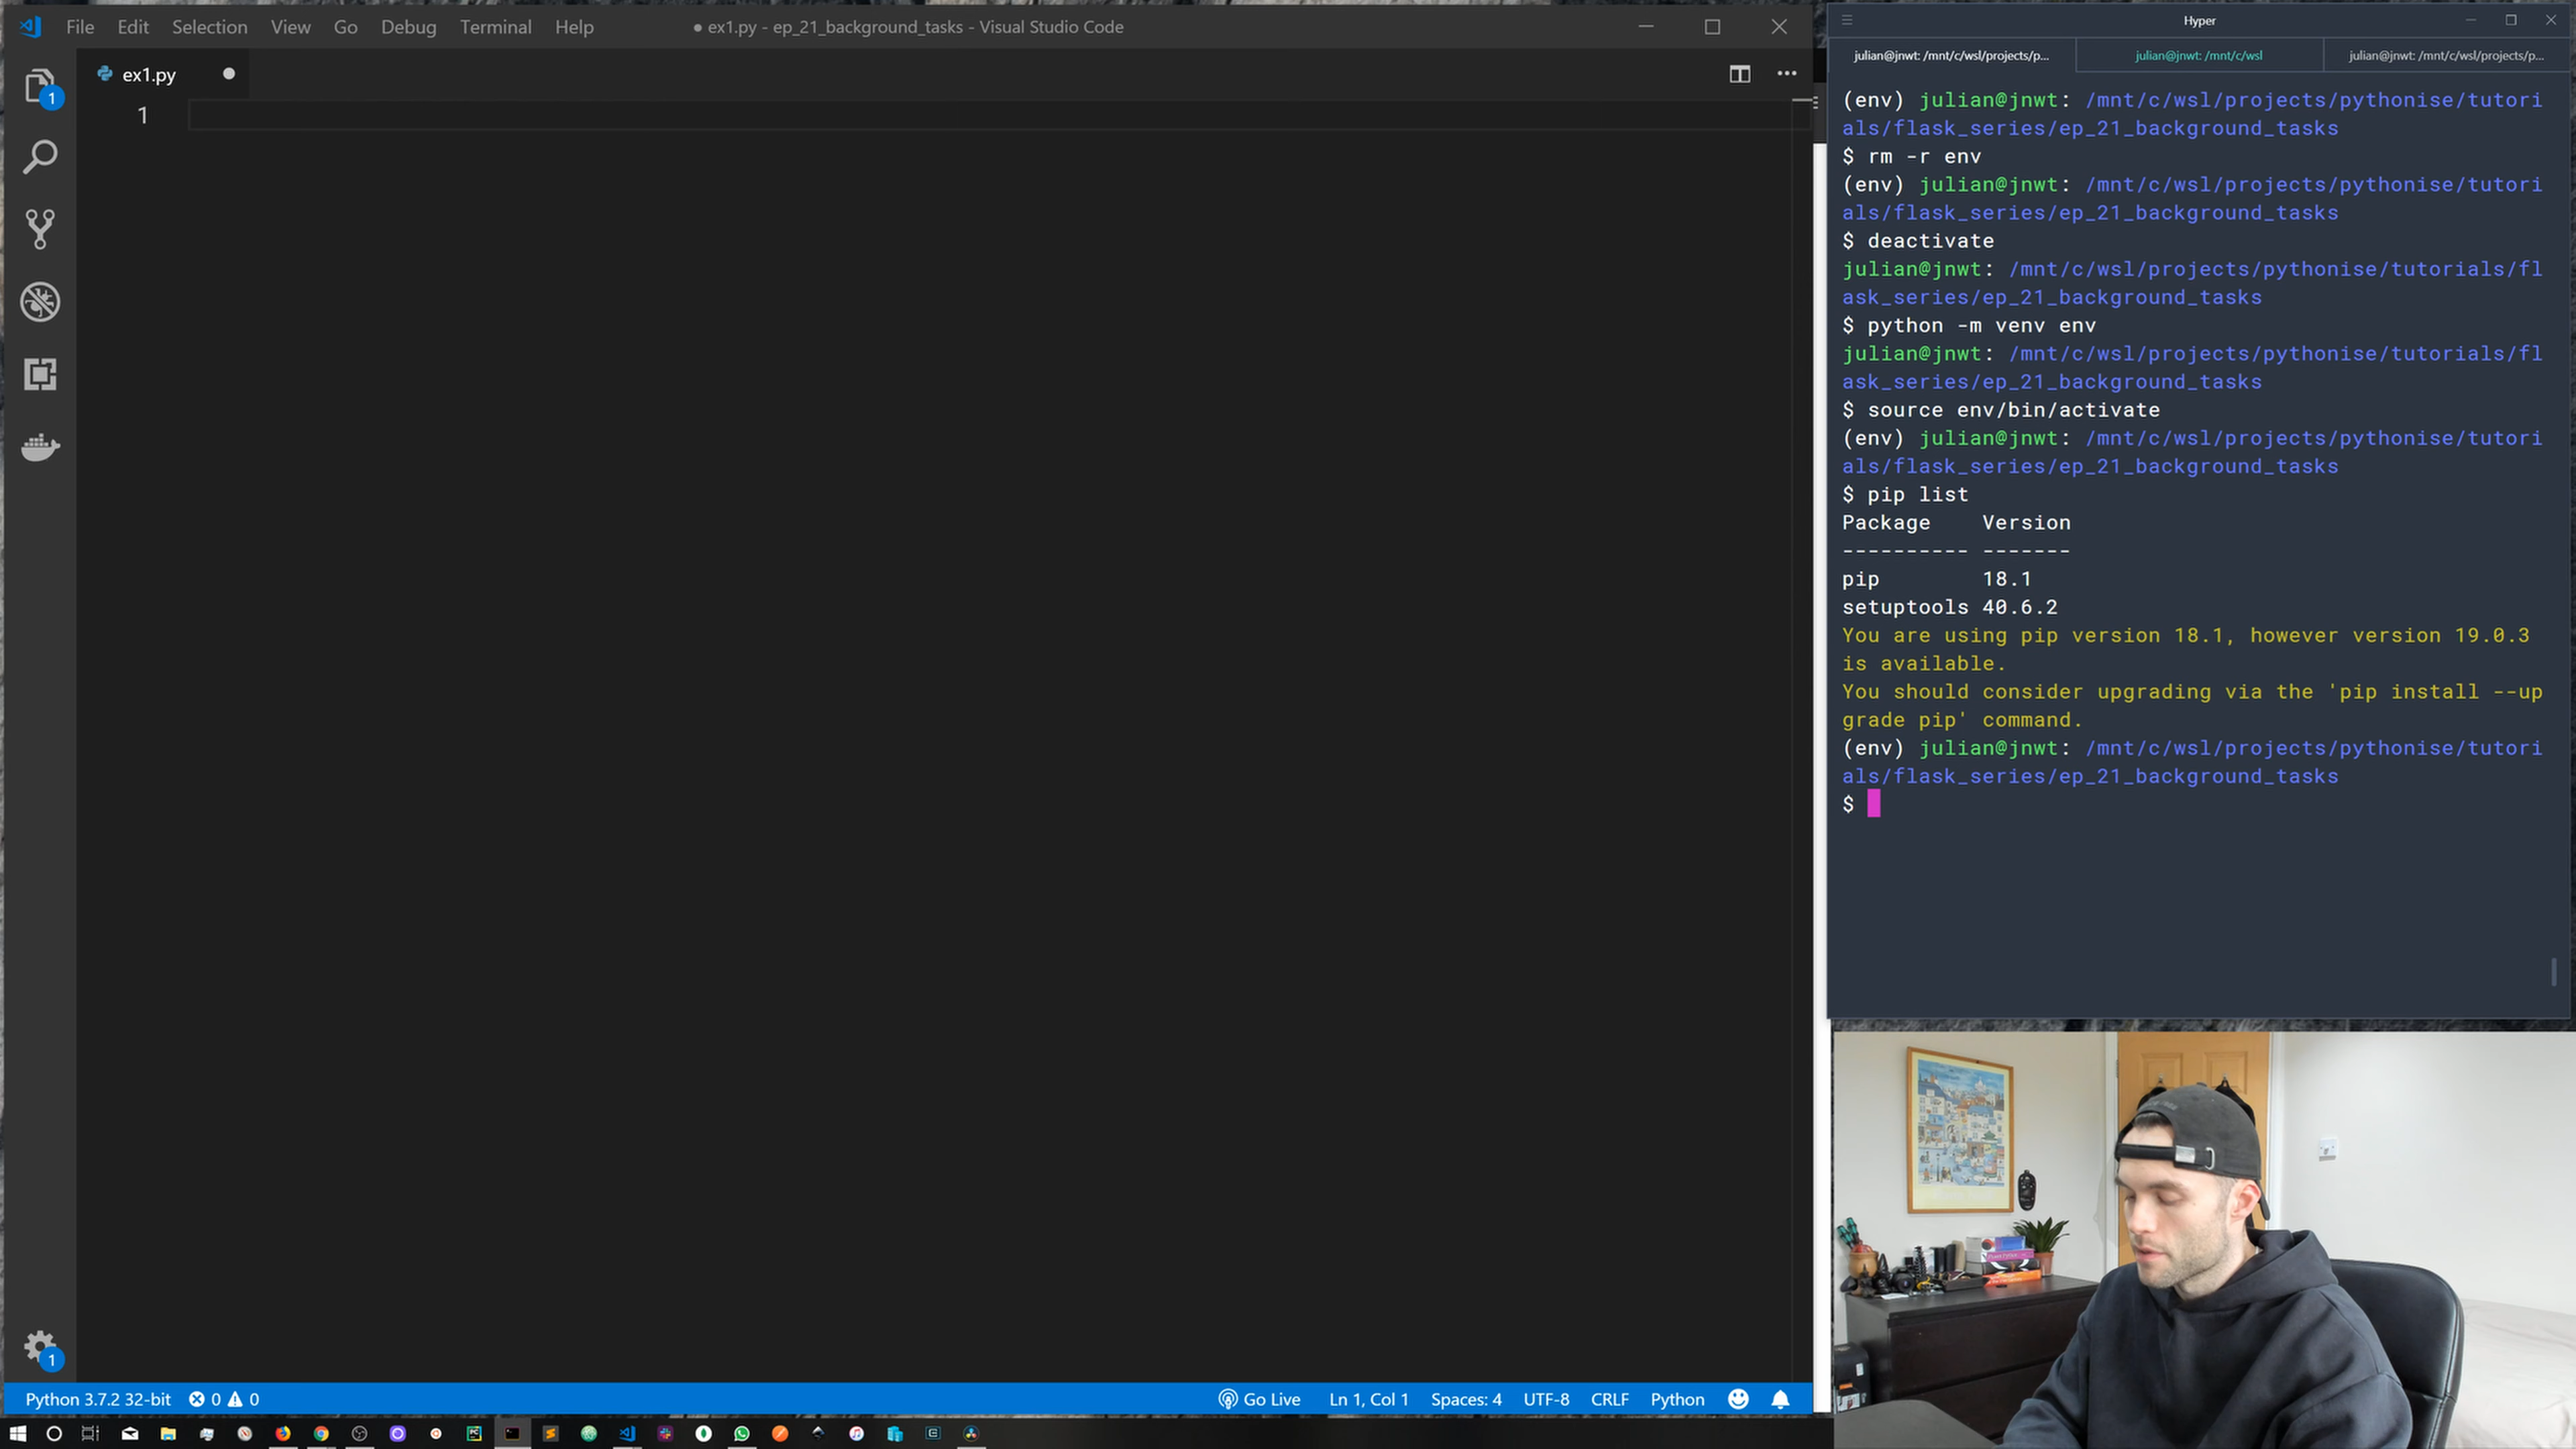 File Edit Selection View Go Debug Terminal Help
● ex1.py - ep_21_background_tasks - Visual Studio Code
ex1.py
1
1
1
Python 3.7.2 32-bit
0
0
Go Live
Ln 1, Col 1
Spaces: 4
UTF-8
CRLF
Python
Hyper
julian@jnwt: /mnt/c/wsl/projects/p...
julian@jnwt: /mnt/c/wsl
julian@jnwt: /mnt/c/wsl/projects/p...
(env) julian@jnwt: /mnt/c/wsl/projects/pythonise/tutori
als/flask_series/ep_21_background_tasks
$ rm -r env
(env) julian@jnwt: /mnt/c/wsl/projects/pythonise/tutori
als/flask_series/ep_21_background_tasks
$ deactivate
julian@jnwt: /mnt/c/wsl/projects/pythonise/tutorials/fl
ask_series/ep_21_background_tasks
$ python -m venv env
julian@jnwt: /mnt/c/wsl/projects/pythonise/tutorials/fl
ask_series/ep_21_background_tasks
$ source env/bin/activate
(env) julian@jnwt: /mnt/c/wsl/projects/pythonise/tutori
als/flask_series/ep_21_background_tasks
$ pip list
Package    Version
---------- -------
pip        18.1
setuptools 40.6.2
You are using pip version 18.1, however version 19.0.3
is available.
You should consider upgrading via the 'pip install --up
grade pip' command.
(env) julian@jnwt: /mnt/c/wsl/projects/pythonise/tutori
als/flask_series/ep_21_background_tasks
$